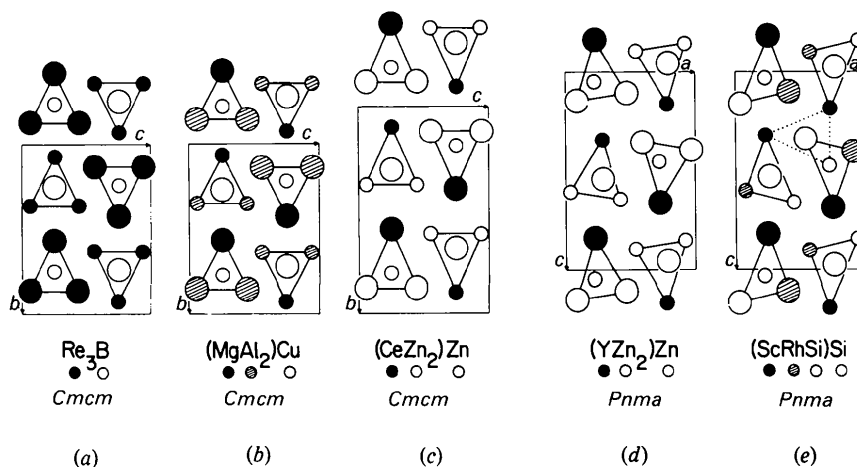 a
a
c
c
c
b
b
b
c
c
Re3B
(MgAl2)Cu
(CeZn2)Zn
(YZn2)Zn
(ScRhSi)Si
Cmcm
Cmcm
Cmcm
Pnma
Pnma
(a)
(b)
(c)
(d)
(e)